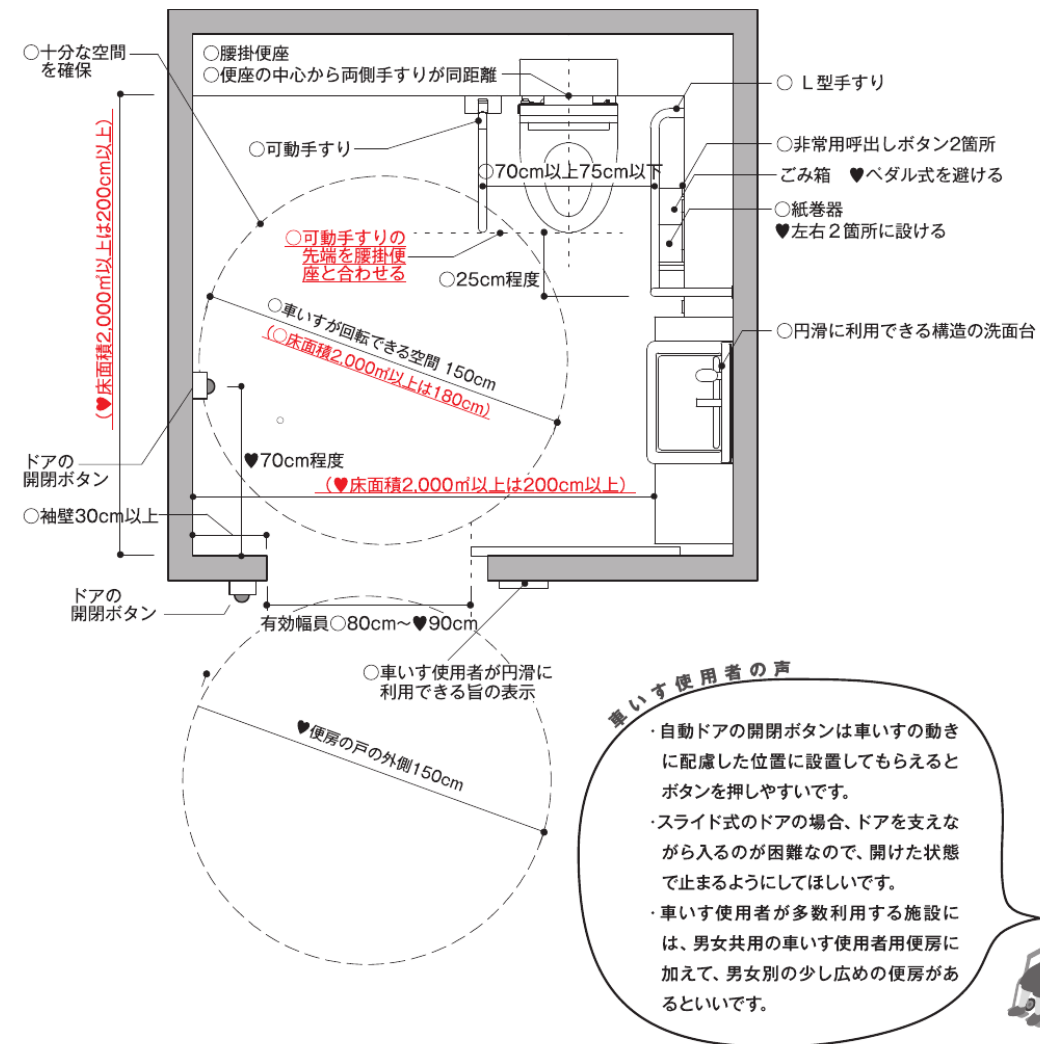 ○十分な空間
を確保
○腰掛便座
○便座の中心から両側手すりが同距離
○ L型手すり
○可動手すり
○非常用呼出しボタン2箇所
ごみ箱 ♥ペダル式を避ける
○70cm以上75cm以下
○紙巻器
♥左右2箇所に設ける
(♥床面積2,000㎡以上は200cm以上)
○可動手すりの
先端を腰掛便
座と合わせる
○25cm程度
○車いすが回転できる空間 150cm
(○床面積2,000㎡以上は180cm)
○円滑に利用できる構造の洗面台
ドアの
開閉ボタン
♥70cm程度
(♥床面積2,000㎡以上は200cm以上)
○袖壁30cm以上
ドアの
開閉ボタン
有効幅員○80cm~♥90cm
○車いす使用者が円滑に
利用できる旨の表示
♥便房の戸の外側150cm
車いす使用者の声
・自動ドアの開閉ボタンは車いすの動き
に配慮した位置に設置してもらえると
ボタンを押しやすいです。
・スライド式のドアの場合、ドアを支えな
がら入るのが困難なので、開けた状態
で止まるようにしてほしいです。
・車いす使用者が多数利用する施設に
は、男女共用の車いす使用者用便房に
加えて、男女別の少し広めの便房があ
るといいです。